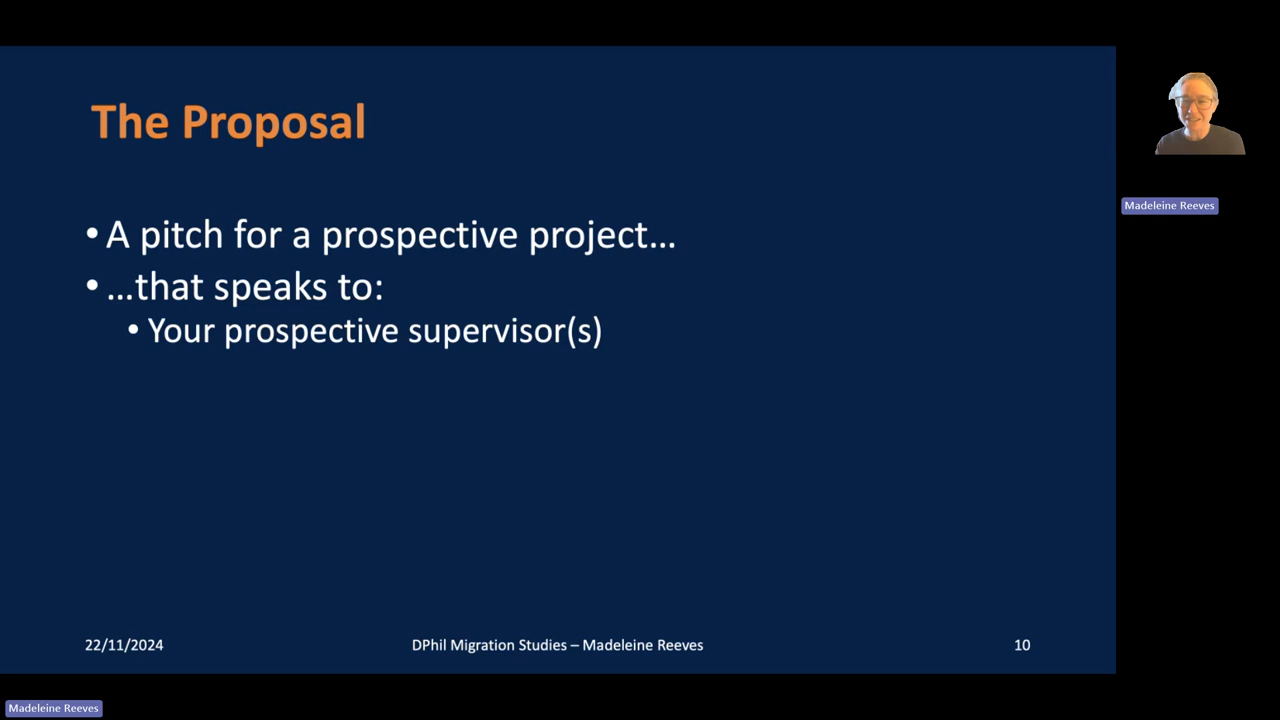 The Proposal
• A pitch for a prospective project...
• ...that speaks to:
• Your prospective supervisor(s)
22/11/2024
DPhil Migration Studies – Madeleine Reeves
10
Madeleine Reeves
Madeleine Reeves